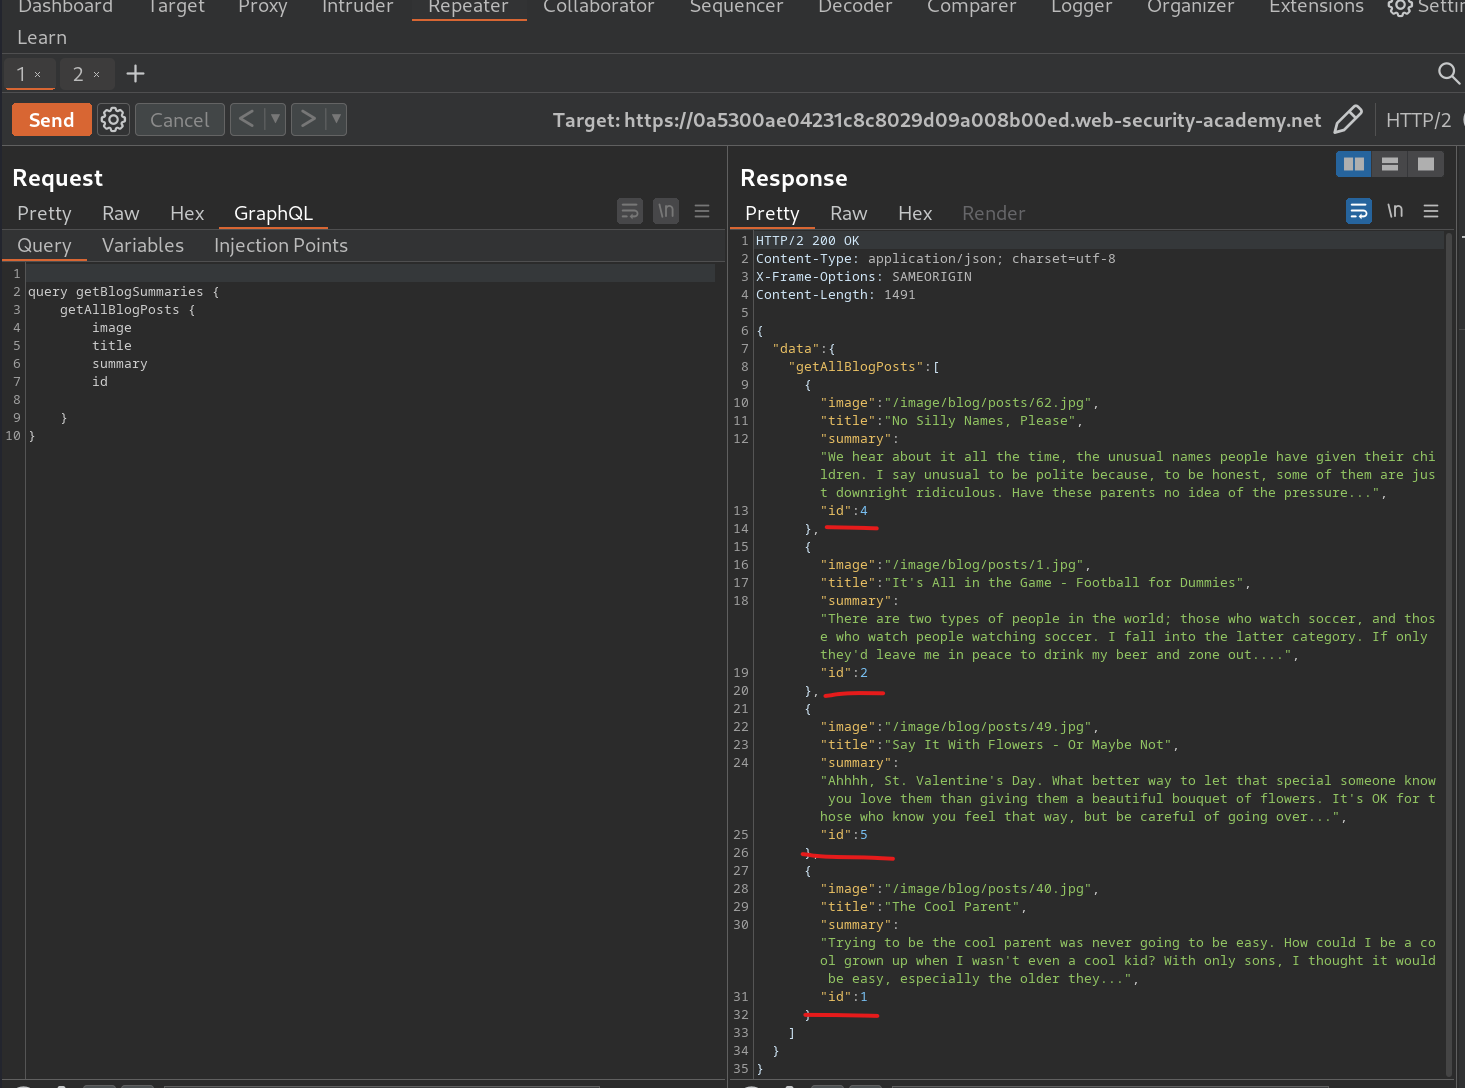 Dashboard Target Proxy Intruder Repeater Collaborator Sequencer Decoder Comparer Logger Organizer Extensions
Learn
1 × 2 × +
Send Cancel < ▼ > ▼ Target: https://0a5300ae04231c8c8029d09a008b00ed.web-security-academy.net HTTP/2
Request
Pretty Raw Hex GraphQL \n
Query Variables Injection Points
1
2 query getBlogSummaries {
3 getAllBlogPosts {
4 image
5 title
6 summary
7 id
8
9 }
10 }
Response
Pretty Raw Hex Render \n
1 HTTP/2 200 OK
2 Content-Type: application/json; charset=utf-8
3 X-Frame-Options: SAMEORIGIN
4 Content-Length: 1491
5
6 {
7 "data":{
8 "getAllBlogPosts":[
9 {
10 "image":"/image/blog/posts/62.jpg",
11 "title":"No Silly Names, Please",
12 "summary":
"We hear about it all the time, the unusual names people have given their chi
ldren. I say unusual to be polite because, to be honest, some of them are jus
t downright ridiculous. Have these parents no idea of the pressure...",
13 "id":4
14 },
15 {
16 "image":"/image/blog/posts/1.jpg",
17 "title":"It's All in the Game - Football for Dummies",
18 "summary":
"There are two types of people in the world; those who watch soccer, and thos
e who watch people watching soccer. I fall into the latter category. If only
they'd leave me in peace to drink my beer and zone out....",
19 "id":2
20 },
21 {
22 "image":"/image/blog/posts/49.jpg",
23 "title":"Say It With Flowers - Or Maybe Not",
24 "summary":
"Ahhhh, St. Valentine's Day. What better way to let that special someone know
you love them than giving them a beautiful bouquet of flowers. It's OK for t
hose who know you feel that way, but be careful of going over...",
25 "id":5
26 },
27 {
28 "image":"/image/blog/posts/40.jpg",
29 "title":"The Cool Parent",
30 "summary":
"Trying to be the cool parent was never going to be easy. How could I be a co
ol grown up when I wasn't even a cool kid? With only sons, I thought it would
be easy, especially the older they...",
31 "id":1
32 }
33 ]
34 }
35 }